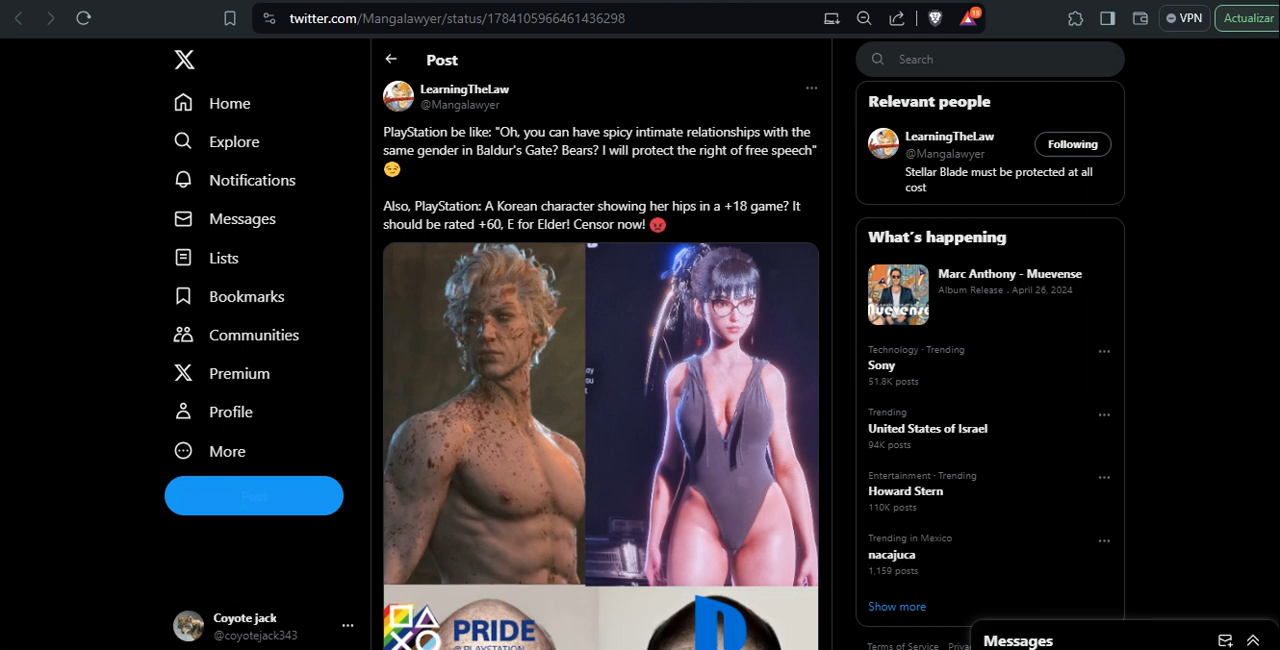 twitter.com/Mangalawyer/status/1784105966461436298
13
VPN
Actualizar
Home
Explore
Notifications
Messages
Lists
Bookmarks
Communities
Premium
Profile
More
Post
Coyote jack
@coyotejack343
Post
LearningTheLaw
@Mangalawyer
PlayStation be like: "Oh, you can have spicy intimate relationships with the
same gender in Baldur's Gate? Bears? I will protect the right of free speech"
Also, PlayStation: A Korean character showing her hips in a +18 game? It
should be rated +60, E for Elder! Censor now!
PRIDE
@ PLAYSTATION
Search
Relevant people
LearningTheLaw
@Mangalawyer
Following
Stellar Blade must be protected at all
cost
What's happening
Marc Anthony - Muevense
Album Release . April 26, 2024
Technology · Trending
Sony
51.8K posts
Trending
United States of Israel
94K posts
Entertainment · Trending
Howard Stern
110K posts
Trending in Mexico
nacajuca
1,159 posts
Show more
Terms of Service
Messages